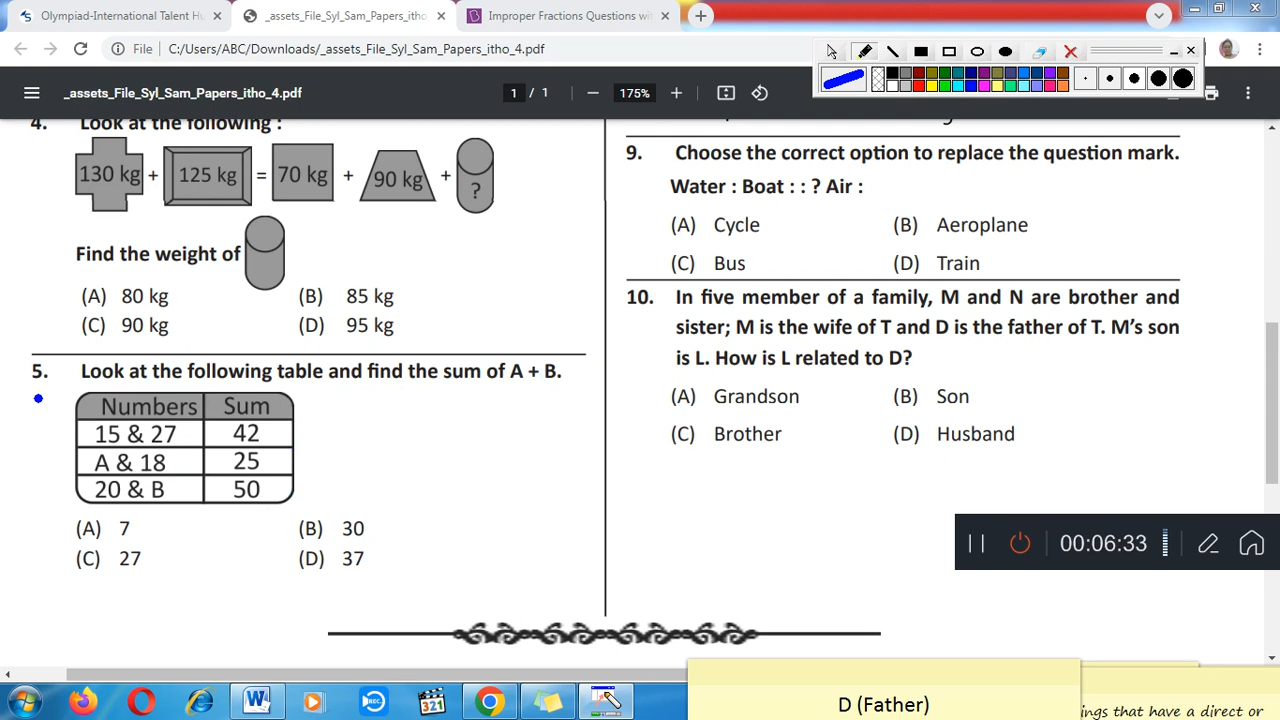 Olympiad-International Talent Hu
_assets_File_Syl_Sam_Papers_itho
Improper Fractions Questions wit
File
C:/Users/ABC/Downloads/_assets_File_Syl_Sam_Papers_itho_4.pdf
_assets_File_Syl_Sam_Papers_itho_4.pdf
1 / 1
175%
4. Look at the following :
130 kg + 125 kg = 70 kg + 90 kg + ?
Find the weight of
(A) 80 kg (B) 85 kg
(C) 90 kg (D) 95 kg
5. Look at the following table and find the sum of A + B.
Numbers Sum
15 & 27 42
A & 18 25
20 & B 50
(A) 7 (B) 30
(C) 27 (D) 37
9. Choose the correct option to replace the question mark.
Water : Boat : : ? Air :
(A) Cycle (B) Aeroplane
(C) Bus (D) Train
10. In five member of a family, M and N are brother and
sister; M is the wife of T and D is the father of T. M's son
is L. How is L related to D?
(A) Grandson (B) Son
(C) Brother (D) Husband
00:06:33
D (Father)
ings that have a direct or
REC
321